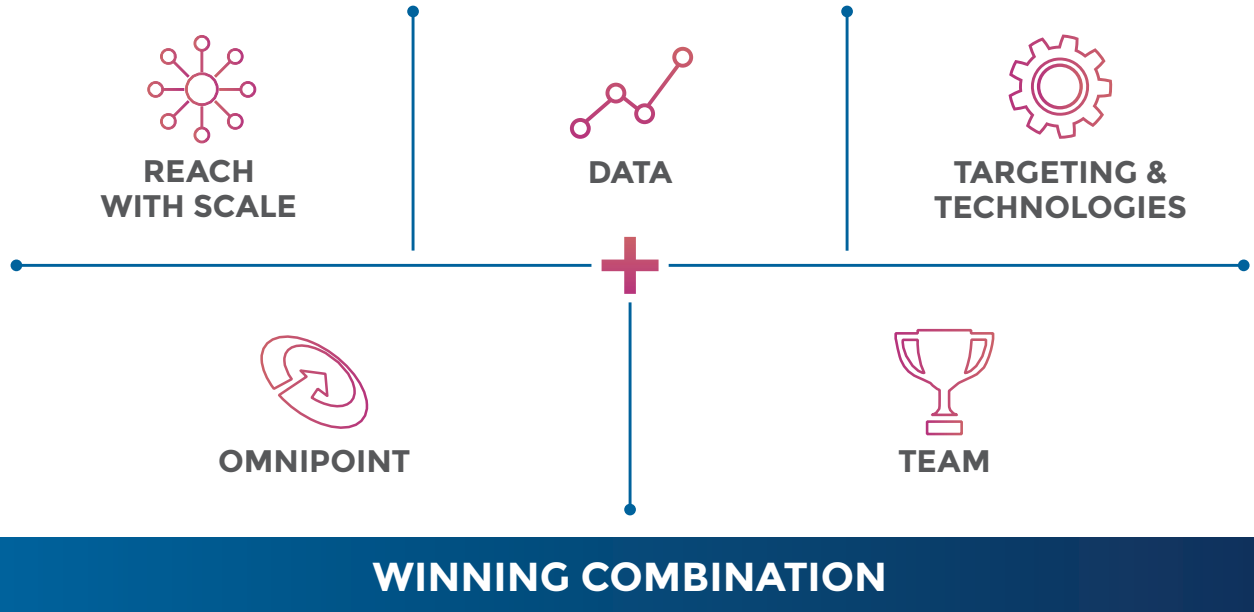 REACH
WITH SCALE
DATA
TARGETING &
TECHNOLOGIES
OMNIPOINT
TEAM
WINNING COMBINATION